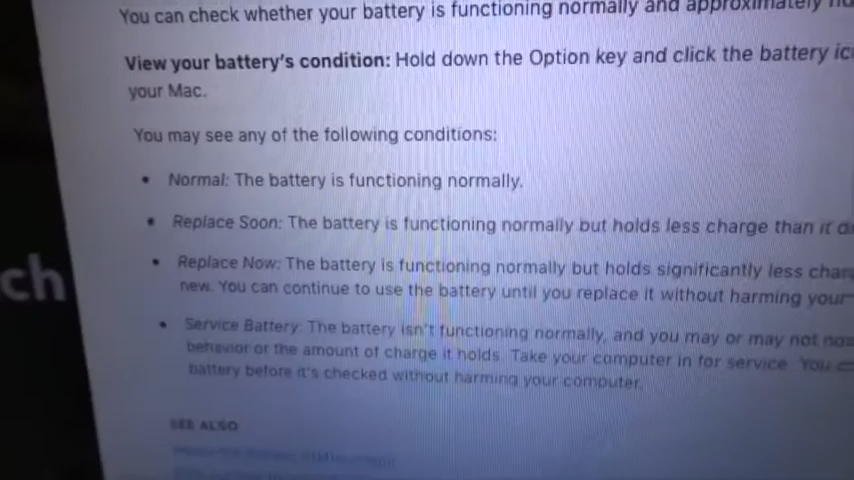 You can check whether your battery is functioning normally and approximately
View your battery's condition: Hold down the Option key and click the battery
your Mac.
You may see any of the following conditions:
• Normal: The battery is functioning normally.
• Replace Soon: The battery is functioning normally but holds less charge than it
• Replace Now: The battery is functioning normally but holds significantly less
new. You can continue to use the battery until you replace it without harming your
ch
• Service Battery: The battery isn't functioning normally, and you may or may not
behavior or the amount of charge it holds. Take your computer in for service. You
battery before it's checked without harming your computer.
SEE ALSO